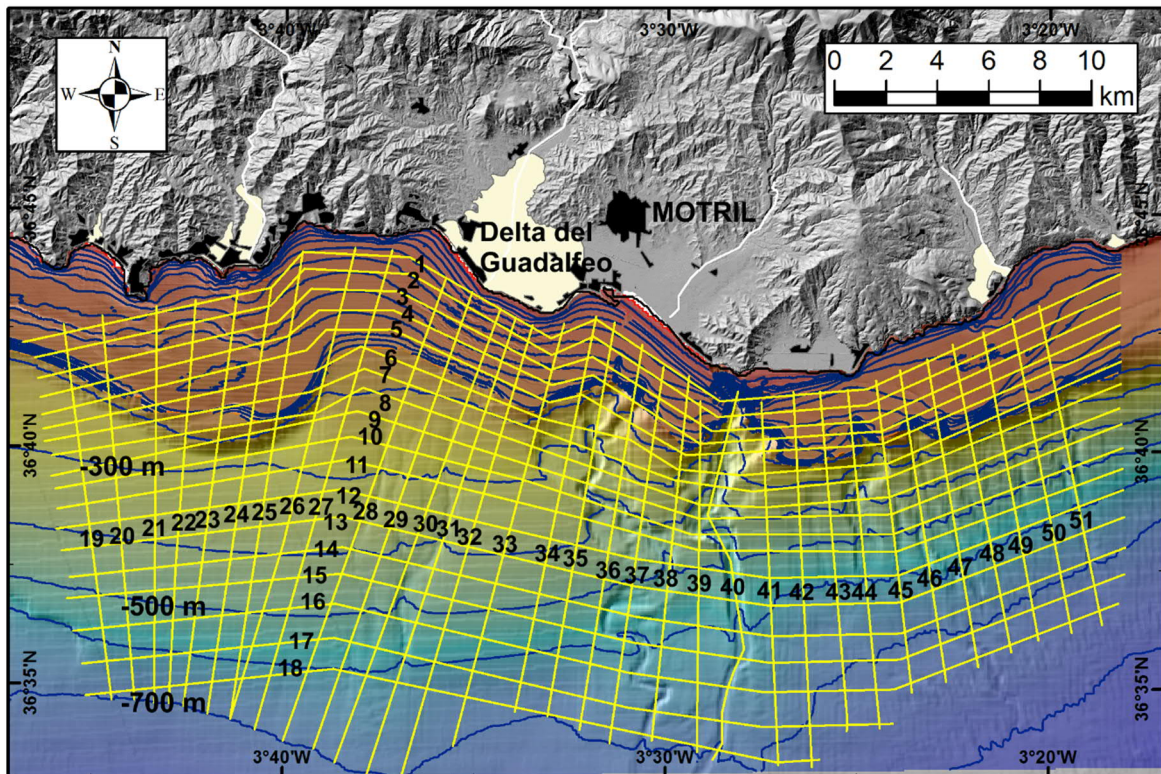 3°40'W
3°30'W
3°20'W
N
W E
S
0 2 4 6 8 10
km
36°45'N
36°45'N
MOTRIL
Delta del
Guadalfeo
1
2
3
4
5
6
7
8
9
10
11
12
13
14
15
16
17
18
36°40'N
36°40'N
-300 m
19 20 21 22 23 24 25 26 27 28 29 30 31 32 33 34 35 36 37 38 39 40 41 42 43 44 45 46 47 48 49 50 51
-500 m
-700 m
36°35'N
36°35'N
3°40'W
3°30'W
3°20'W